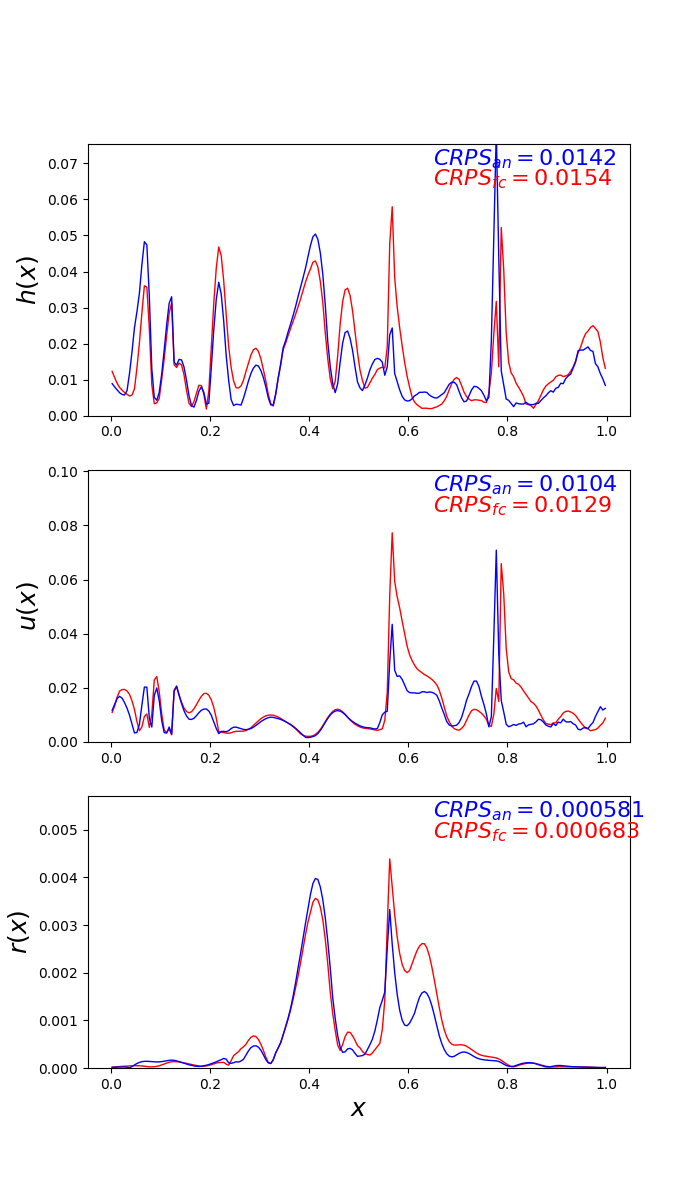 CRPS_an = 0.0142
CRPS_fc = 0.0154
0.07
0.06
0.05
0.04
0.03
0.02
0.01
0.00
h(x)
0.0 0.2 0.4 0.6 0.8 1.0
CRPS_an = 0.0104
CRPS_fc = 0.0129
0.10
0.08
0.06
0.04
0.02
0.00
u(x)
0.0 0.2 0.4 0.6 0.8 1.0
CRPS_an = 0.000581
CRPS_fc = 0.000683
0.005
0.004
0.003
0.002
0.001
0.000
r(x)
0.0 0.2 0.4 0.6 0.8 1.0
x